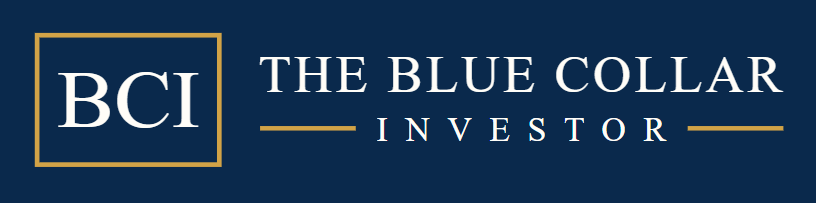 BCI
THE BLUE COLLAR
INVESTOR